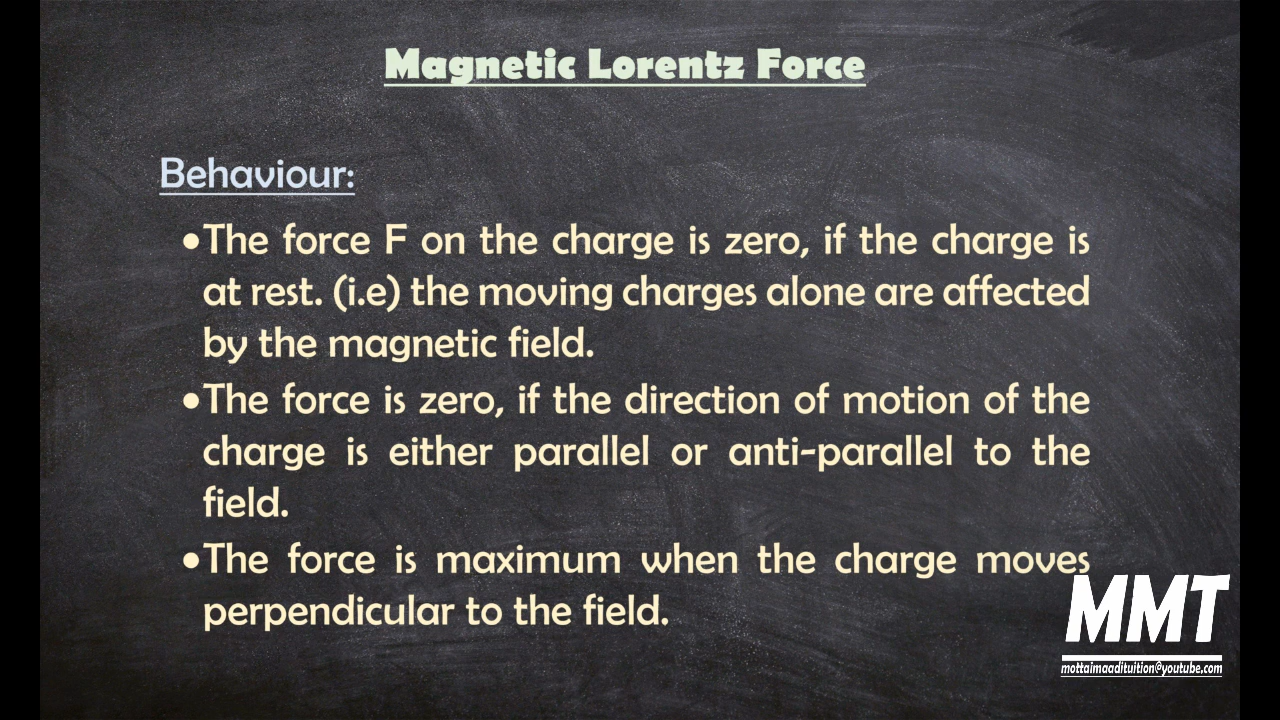 Magnetic Lorentz Force
Behaviour:
•The force F on the charge is zero, if the charge is
at rest. (i.e) the moving charges alone are affected
by the magnetic field.
•The force is zero, if the direction of motion of the
charge is either parallel or anti-parallel to the
field.
•The force is maximum when the charge moves
perpendicular to the field.
MMT
mottaimaadituition@youtube.com